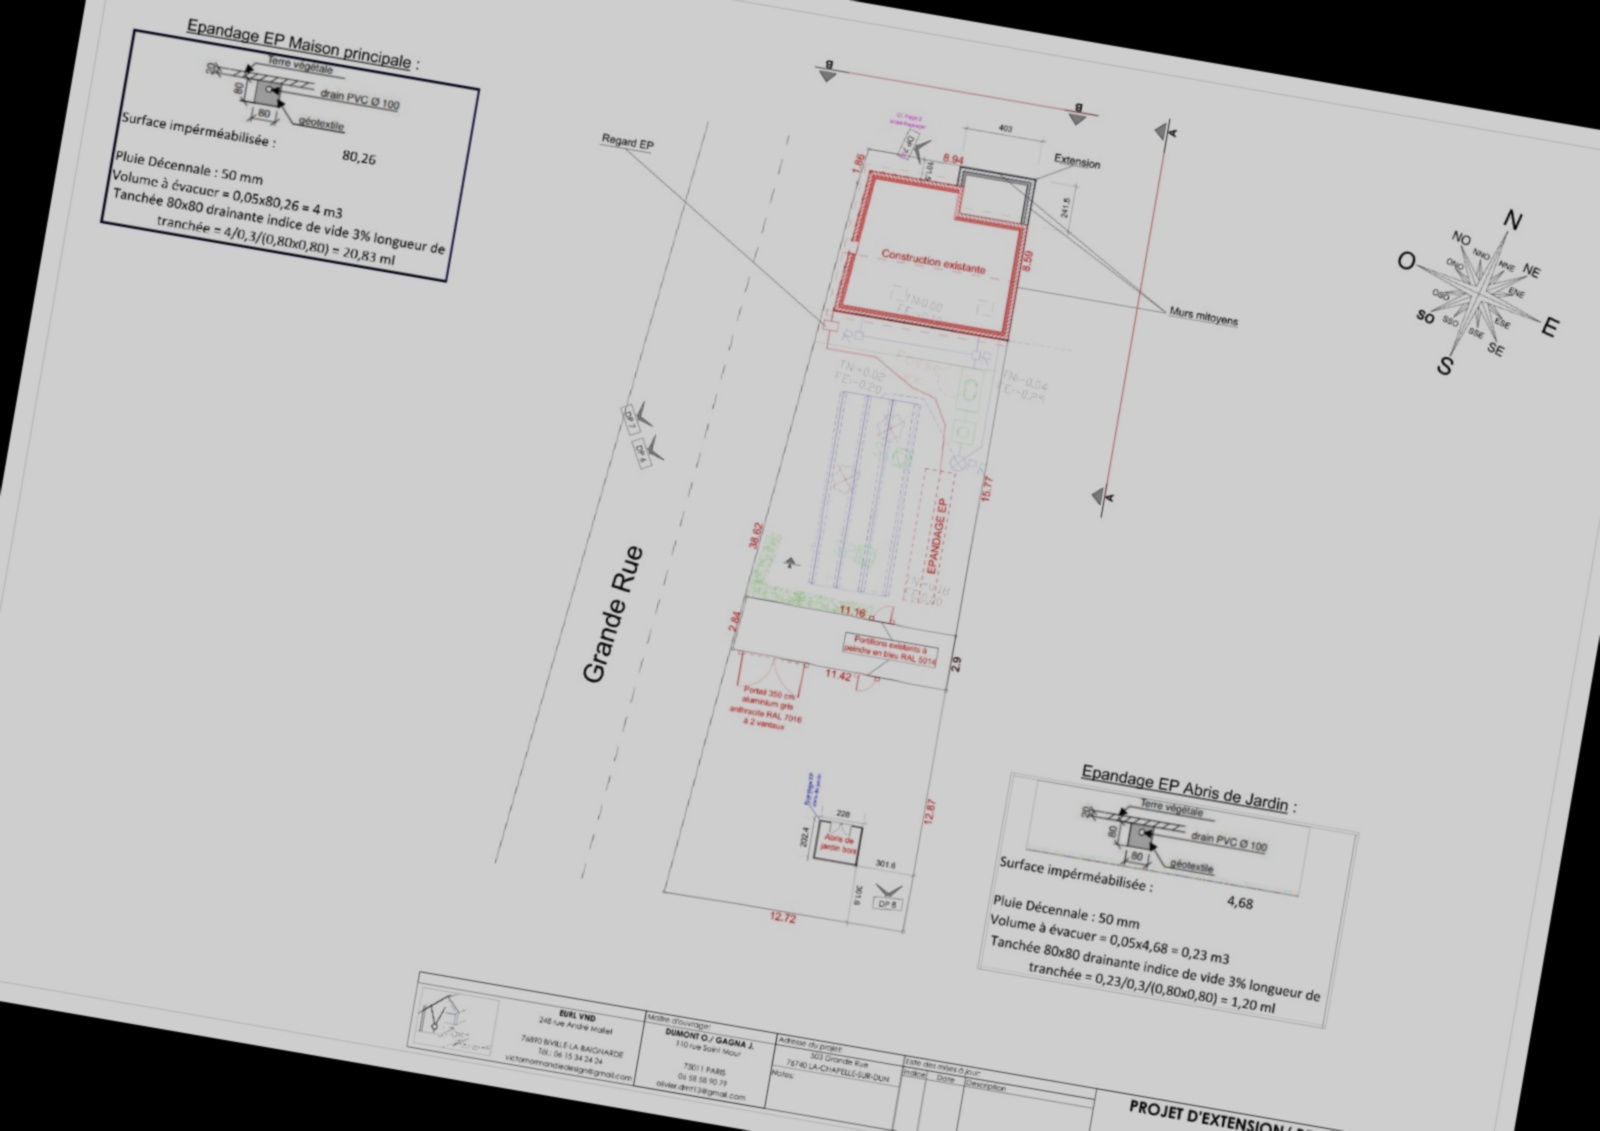 Epandage EP Maison principale :
Terre végétale
20
80
drain PVC Ø 100
80
géotextile
Surface impérméabilisée :
80,26
Pluie Décennale : 50 mm
Volume à évacuer = 0,05x80,26 = 4 m3
Tanchée 80x80 drainante indice de vide 3% longueur de
tranchée = 4/0,3/(0,80x0,80) = 20,83 ml
B
B
A
A
Regard EP
403
Extension
1.86
8.94
241.5
8.59
Construction existante
Murs mitoyens
N
NO
NNO
NNE
NE
O
ONO
ENE
OSO
E
SO
SSO
SSE
ESE
SE
S
TN:+0.02
FE:-0.20
TN:-0.04
DP 7
DP 6
15.77
EPANDAGE EP
38.62
Grande Rue
2.84
11.16
Portillons existants à
peindre en bleu RAL 5014
2.9
11.42
Portail 350 cm
aluminium gris
anthracite RAL 7016
à 2 vantaux
228
202.4
Abris de
jardin bois
12.87
301.6
301.6
DP 8
12.72
Epandage EP Abris de Jardin :
Terre végétale
20
80
drain PVC Ø 100
80
géotextile
Surface impérméabilisée :
4,68
Pluie Décennale : 50 mm
Volume à évacuer = 0,05x4,68 = 0,23 m3
Tanchée 80x80 drainante indice de vide 3% longueur de
tranchée = 0,23/0,3/(0,80x0,80) = 1,20 ml
EURL VND
248 rue André Mallet
76890 BIVILLE-LA-BAIGNARDE
Tél.: 06 15 34 24 24
victornormandiedesign@gmail.com
Maître d'ouvrage:
DUMONT O./ GAGNA J.
110 rue Saint Maur
75011 PARIS
06 58 58 90 79
olivier.dmt13@gmail.com
Adresse du projet:
503 Grande Rue
76740 LA-CHAPELLE-SUR-DUN
Notes:
Liste des mises à jour:
Indice
Date
Description
PROJET D'EXTENSION/